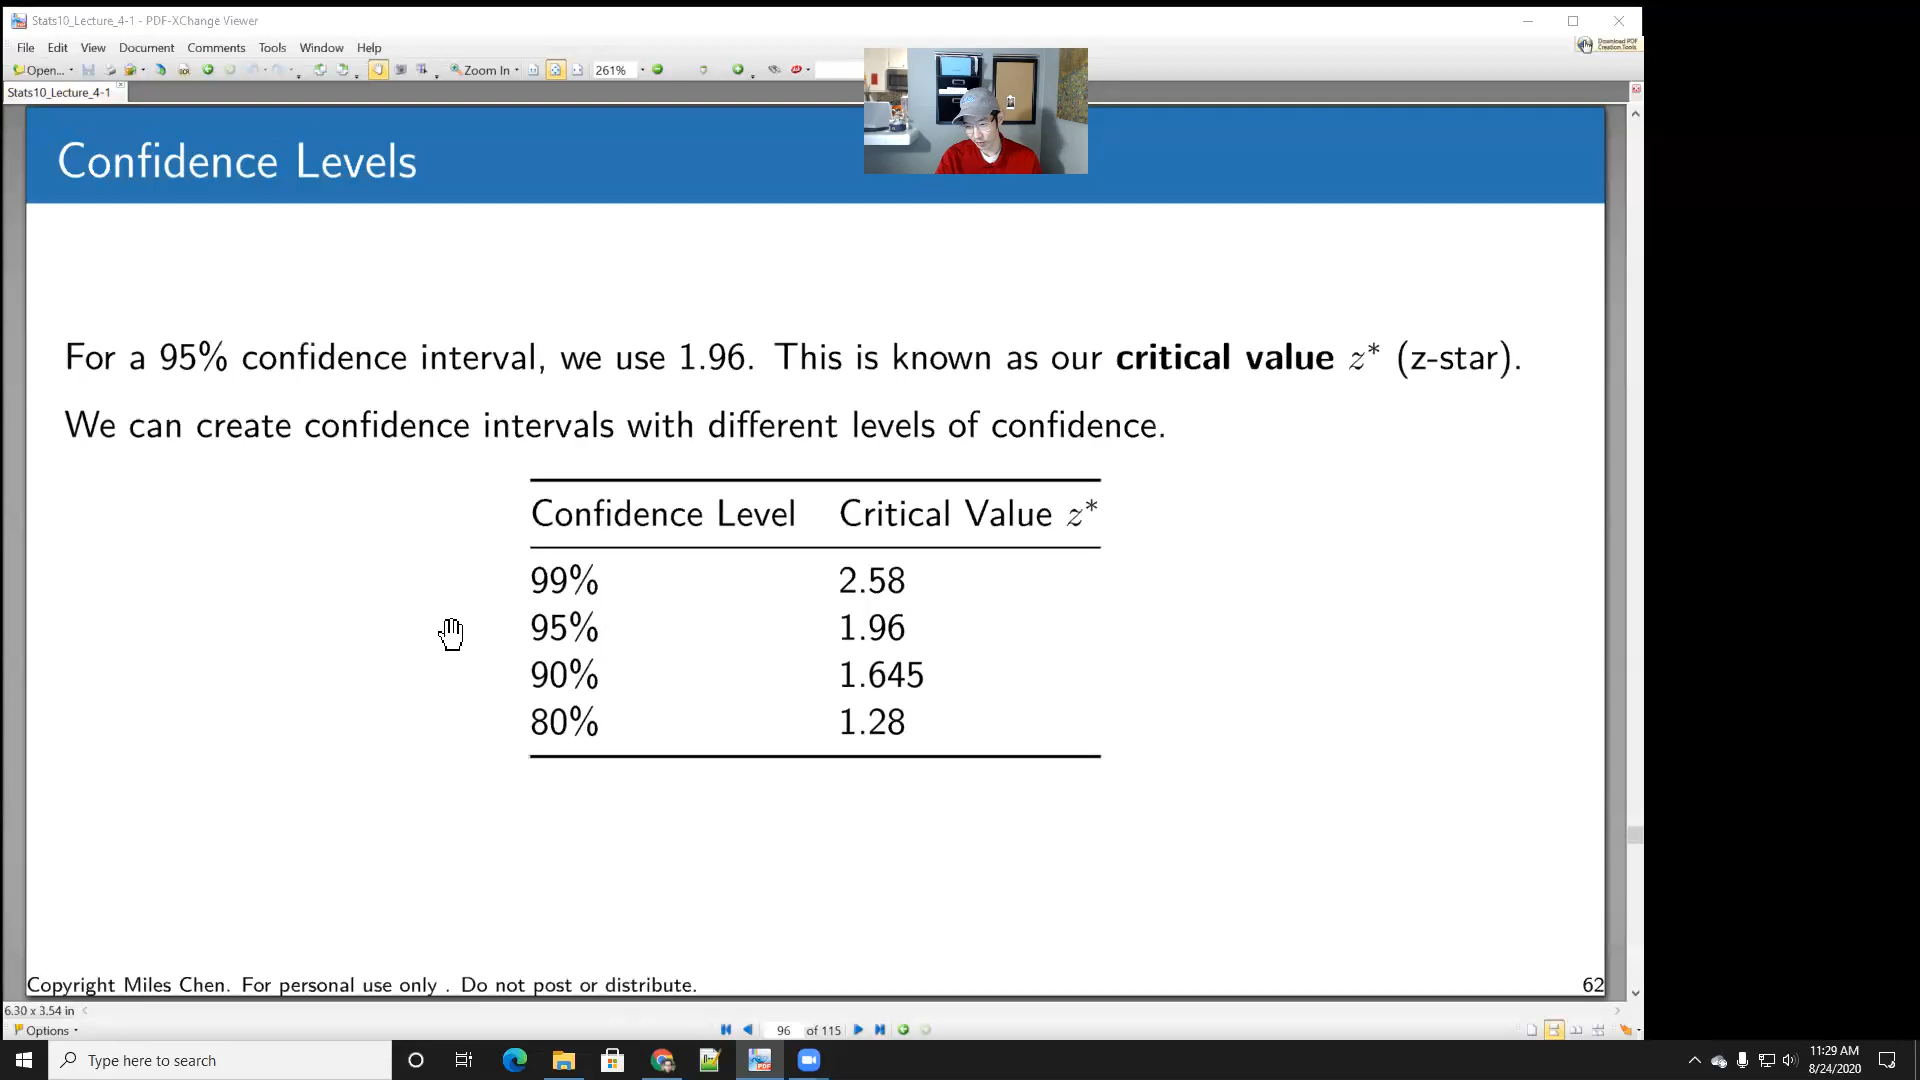 Stats10_Lecture_4-1 - PDF-XChange Viewer
File Edit View Document Comments Tools Window Help
Download PDF
Creation Tools
Open... Zoom In 261%
Stats10_Lecture_4-1
Confidence Levels
For a 95% confidence interval, we use 1.96. This is known as our critical value z* (z-star).
We can create confidence intervals with different levels of confidence.
Confidence Level Critical Value z*
99% 2.58
95% 1.96
90% 1.645
80% 1.28
Copyright Miles Chen. For personal use only . Do not post or distribute. 62
6.30 x 3.54 in
Options 96 of 115
Type here to search
11:29 AM
8/24/2020